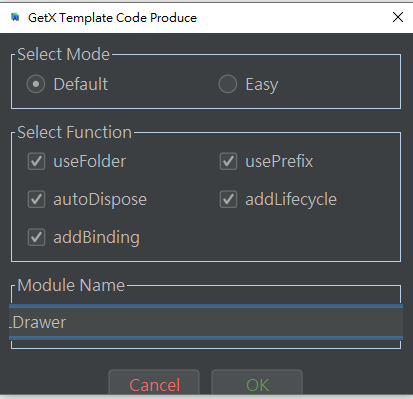 GetX Template Code Produce
Select Mode
Default
Easy
Select Function
useFolder
usePrefix
autoDispose
addLifecycle
addBinding
Module Name
Drawer
Cancel
OK